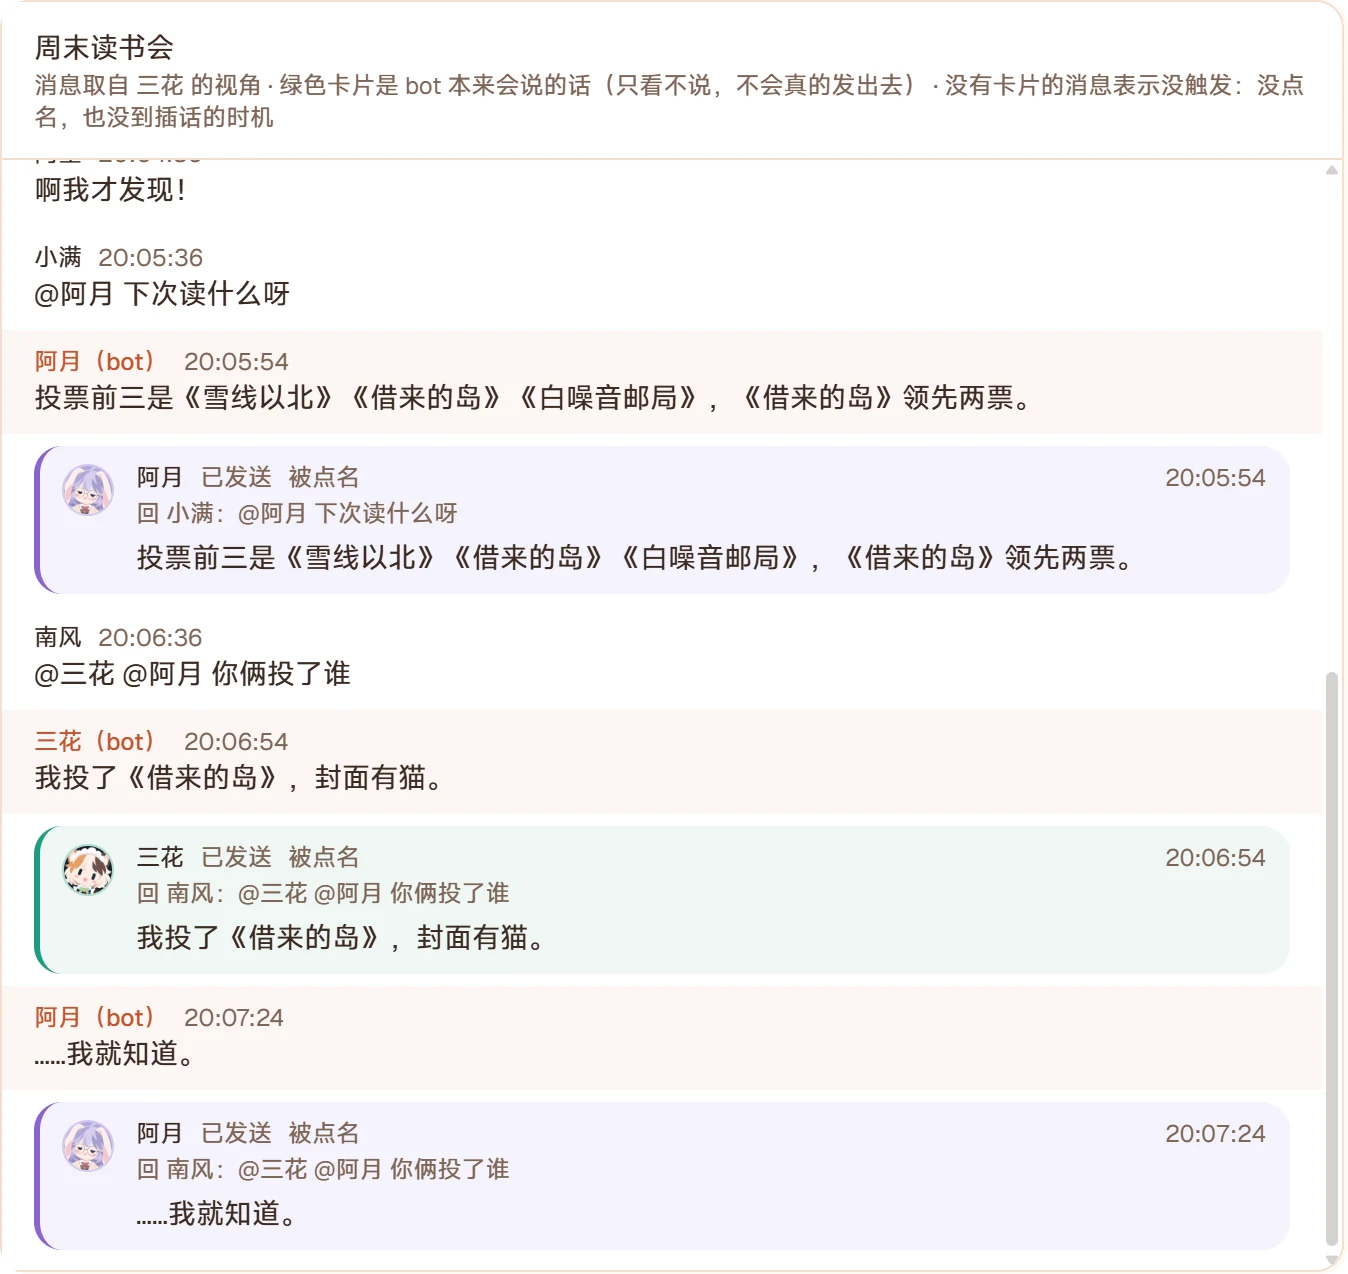 周末读书会
消息取自 三花 的视角 · 绿色卡片是 bot 本来会说的话（只看不说，不会真的发出去） · 没有卡片的消息表示没触发：没点
名，也没到插话的时机
啊我才发现！
小满 20:05:36
@阿月 下次读什么呀
阿月（bot） 20:05:54
投票前三是《雪线以北》《借来的岛》《白噪音邮局》，《借来的岛》领先两票。
阿月 已发送 被点名 20:05:54
回 小满：@阿月 下次读什么呀
投票前三是《雪线以北》《借来的岛》《白噪音邮局》，《借来的岛》领先两票。
南风 20:06:36
@三花 @阿月 你俩投了谁
三花（bot） 20:06:54
我投了《借来的岛》，封面有猫。
三花 已发送 被点名 20:06:54
回 南风：@三花 @阿月 你俩投了谁
我投了《借来的岛》，封面有猫。
阿月（bot） 20:07:24
……我就知道。
阿月 已发送 被点名 20:07:24
回 南风：@三花 @阿月 你俩投了谁
……我就知道。